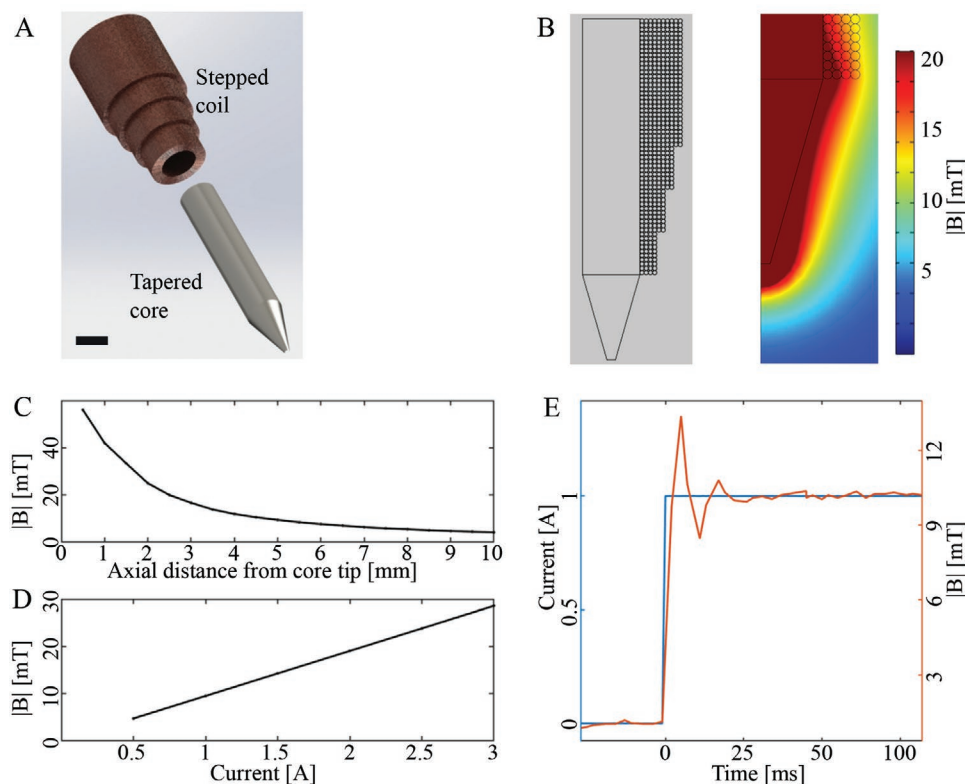 A
Stepped
coil
Tapered
core
B
20
15
10
5
|B| [mT]
C
|B| [mT]
0 20 40
0 1 2 3 4 5 6 7 8 9 10
Axial distance from core tip [mm]
D
|B| [mT]
0 10 20 30
0.5 1 1.5 2 2.5 3
Current [A]
E
Current [A]
0 0.5 1
|B| [mT]
3 6 9 12
0 25 50 100
Time [ms]